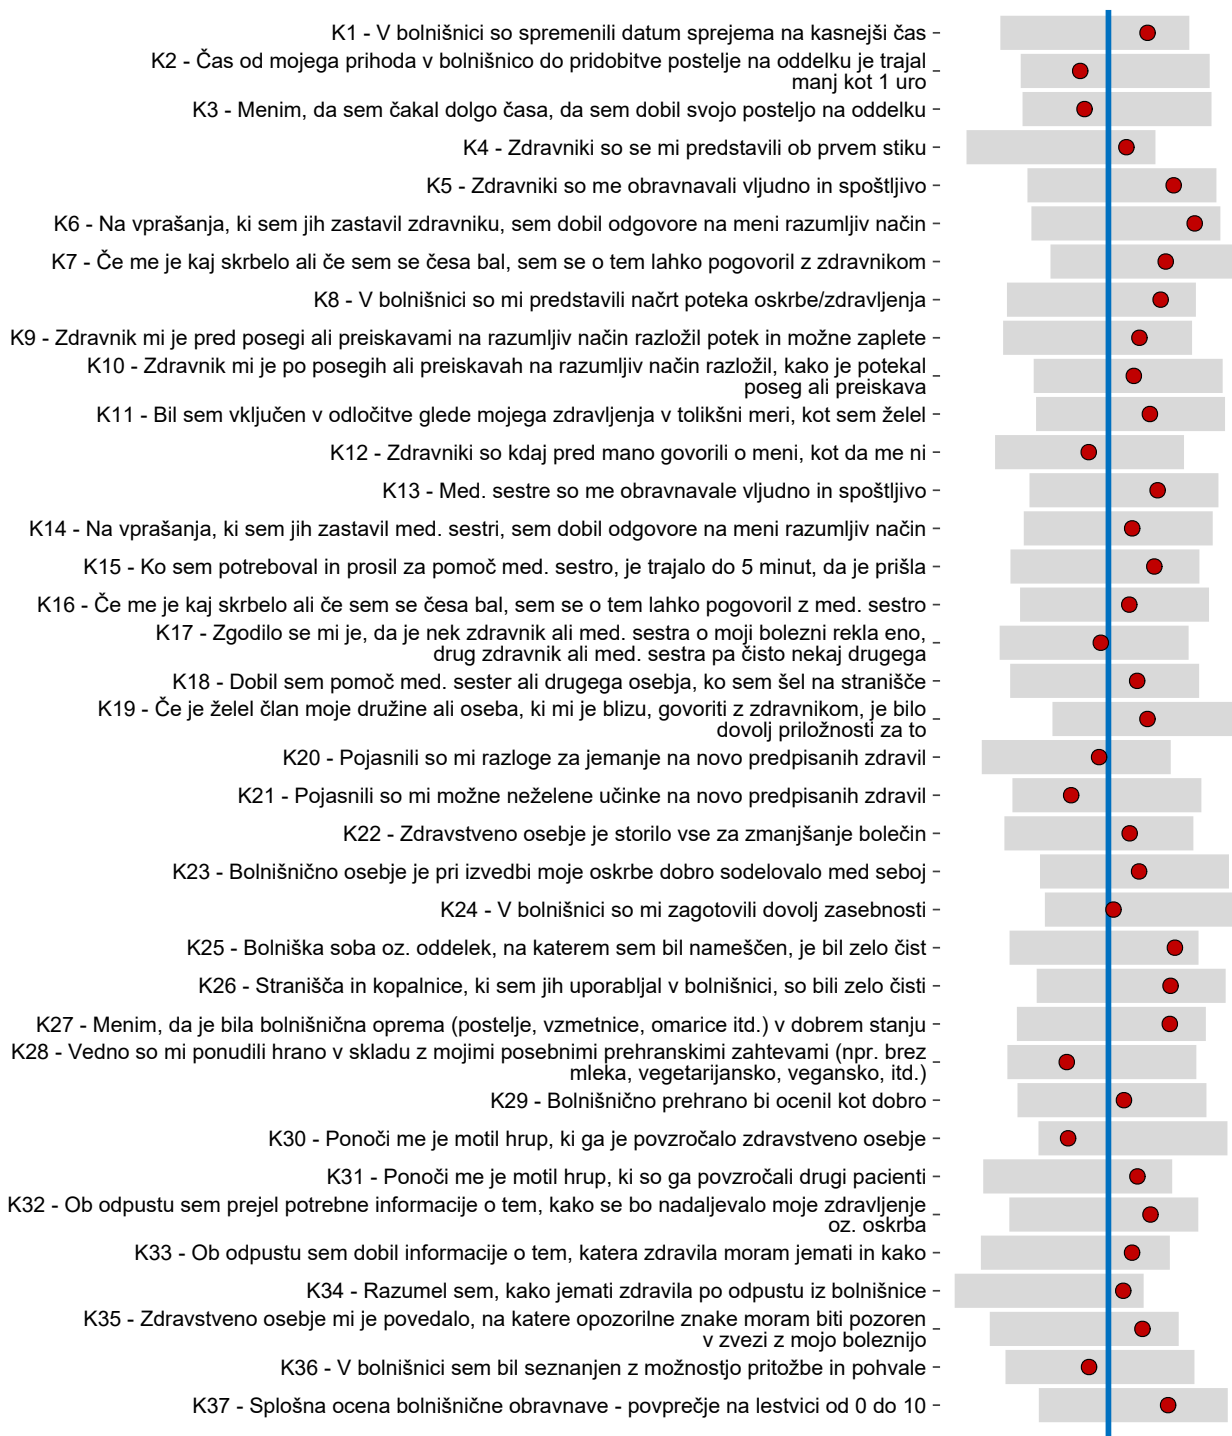 K1 - V bolnišnici so spremenili datum sprejema na kasnejši čas
K2 - Čas od mojega prihoda v bolnišnico do pridobitve postelje na oddelku je trajal
manj kot 1 uro
K3 - Menim, da sem čakal dolgo časa, da sem dobil svojo posteljo na oddelku
K4 - Zdravniki so se mi predstavili ob prvem stiku
K5 - Zdravniki so me obravnavali vljudno in spoštljivo
K6 - Na vprašanja, ki sem jih zastavil zdravniku, sem dobil odgovore na meni razumljiv način
K7 - Če me je kaj skrbelo ali če sem se česa bal, sem se o tem lahko pogovoril z zdravnikom
K8 - V bolnišnici so mi predstavili načrt poteka oskrbe/zdravljenja
K9 - Zdravnik mi je pred posegi ali preiskavami na razumljiv način razložil potek in možne zaplete
K10 - Zdravnik mi je po posegih ali preiskavah na razumljiv način razložil, kako je potekal
poseg ali preiskava
K11 - Bil sem vključen v odločitve glede mojega zdravljenja v tolikšni meri, kot sem želel
K12 - Zdravniki so kdaj pred mano govorili o meni, kot da me ni
K13 - Med. sestre so me obravnavale vljudno in spoštljivo
K14 - Na vprašanja, ki sem jih zastavil med. sestri, sem dobil odgovore na meni razumljiv način
K15 - Ko sem potreboval in prosil za pomoč med. sestro, je trajalo do 5 minut, da je prišla
K16 - Če me je kaj skrbelo ali če sem se česa bal, sem se o tem lahko pogovoril z med. sestro
K17 - Zgodilo se mi je, da je nek zdravnik ali med. sestra o moji bolezni rekla eno,
drug zdravnik ali med. sestra pa čisto nekaj drugega
K18 - Dobil sem pomoč med. sester ali drugega osebja, ko sem šel na stranišče
K19 - Če je želel član moje družine ali oseba, ki mi je blizu, govoriti z zdravnikom, je bilo
dovolj priložnosti za to
K20 - Pojasnili so mi razloge za jemanje na novo predpisanih zdravil
K21 - Pojasnili so mi možne neželene učinke na novo predpisanih zdravil
K22 - Zdravstveno osebje je storilo vse za zmanjšanje bolečin
K23 - Bolnišnično osebje je pri izvedbi moje oskrbe dobro sodelovalo med seboj
K24 - V bolnišnici so mi zagotovili dovolj zasebnosti
K25 - Bolniška soba oz. oddelek, na katerem sem bil nameščen, je bil zelo čist
K26 - Stranišča in kopalnice, ki sem jih uporabljal v bolnišnici, so bili zelo čisti
K27 - Menim, da je bila bolnišnična oprema (postelje, vzmetnice, omarice itd.) v dobrem stanju
K28 - Vedno so mi ponudili hrano v skladu z mojimi posebnimi prehranskimi zahtevami (npr. brez
mleka, vegetarijansko, vegansko, itd.)
K29 - Bolnišnično prehrano bi ocenil kot dobro
K30 - Ponoči me je motil hrup, ki ga je povzročalo zdravstveno osebje
K31 - Ponoči me je motil hrup, ki so ga povzročali drugi pacienti
K32 - Ob odpustu sem prejel potrebne informacije o tem, kako se bo nadaljevalo moje zdravljenje
oz. oskrba
K33 - Ob odpustu sem dobil informacije o tem, katera zdravila moram jemati in kako
K34 - Razumel sem, kako jemati zdravila po odpustu iz bolnišnice
K35 - Zdravstveno osebje mi je povedalo, na katere opozorilne znake moram biti pozoren
v zvezi z mojo boleznijo
K36 - V bolnišnici sem bil seznanjen z možnostjo pritožbe in pohvale
K37 - Splošna ocena bolnišnične obravnave - povprečje na lestvici od 0 do 10